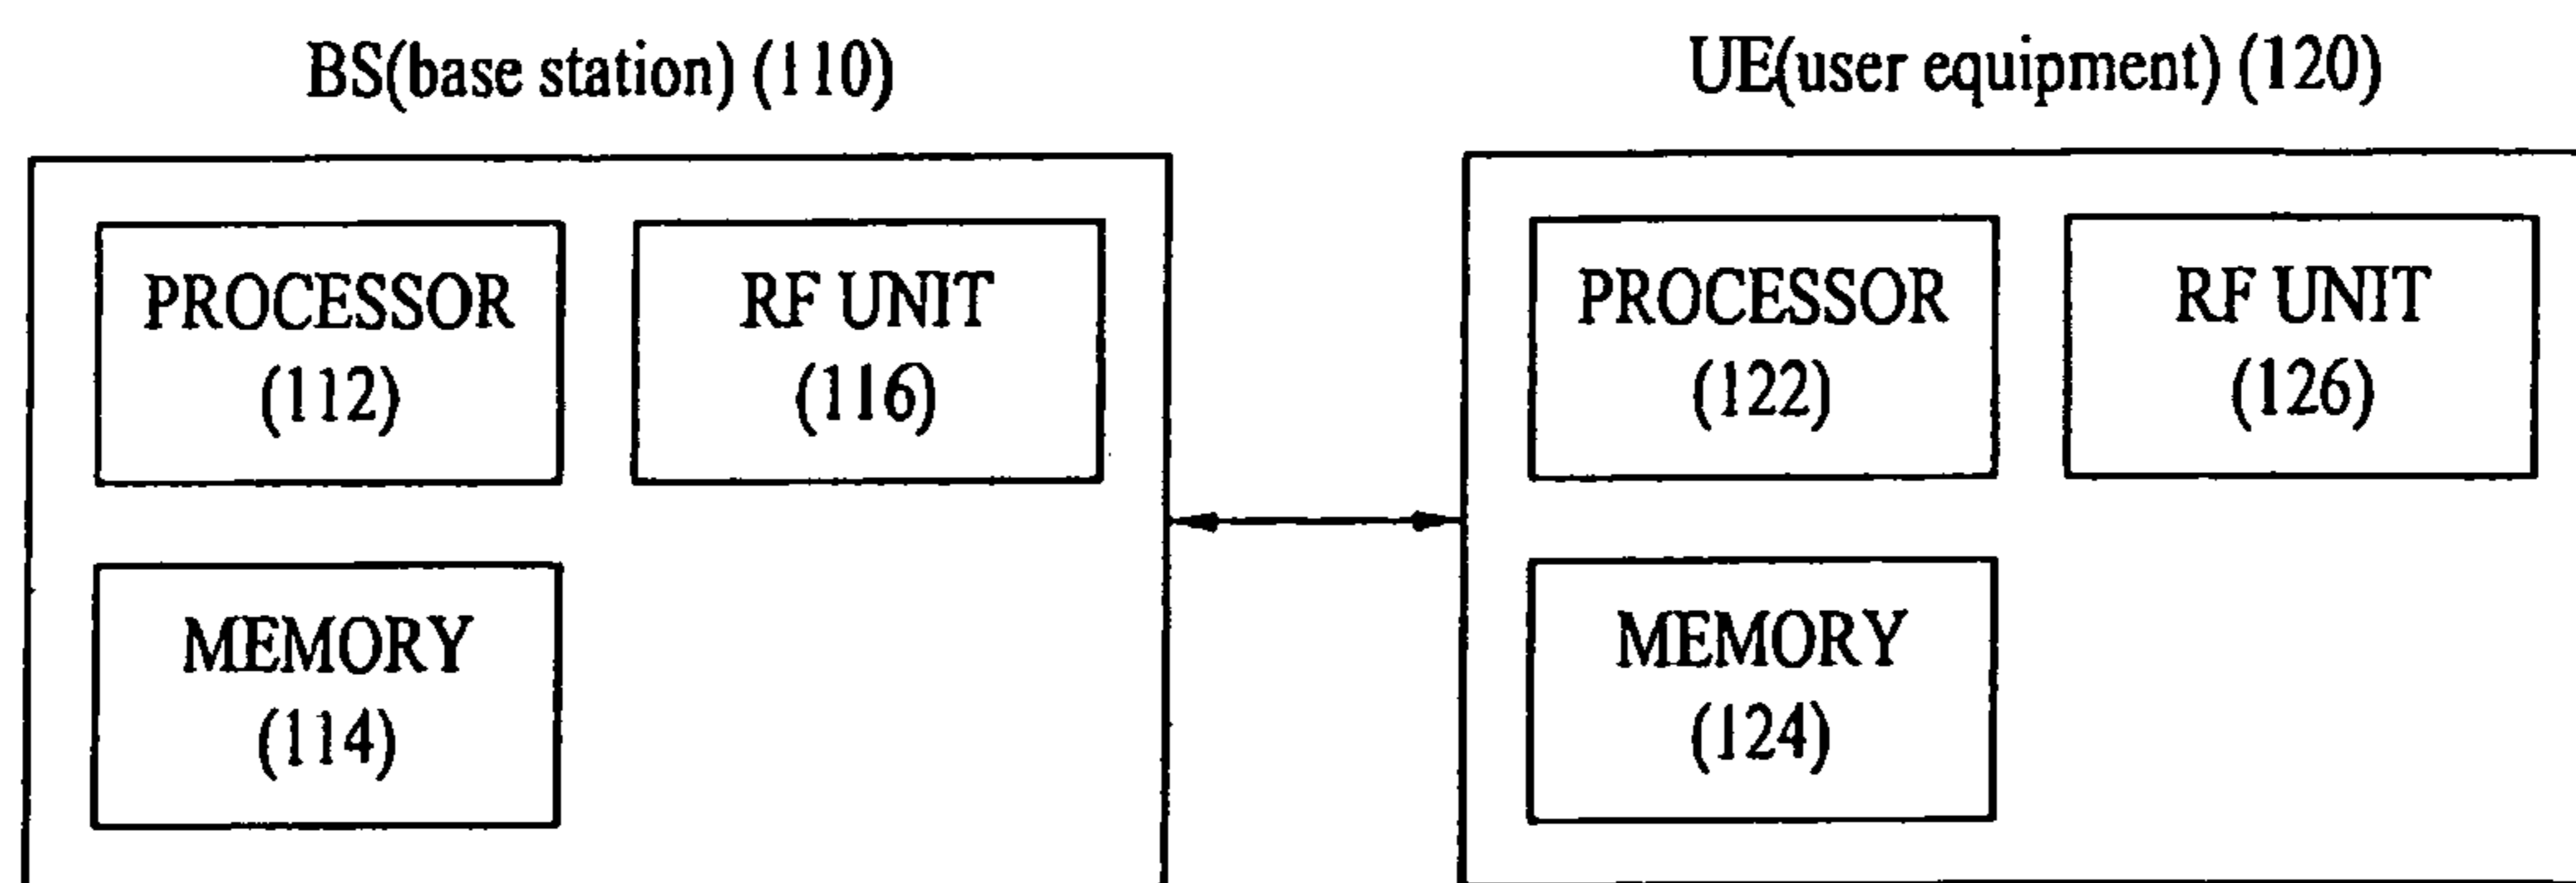 BS(base station) (110)
PROCESSOR
(112)
RF UNIT
(116)
MEMORY
(114)
UE(user equipment) (120)
PROCESSOR
(122)
RF UNIT
(126)
MEMORY
(124)